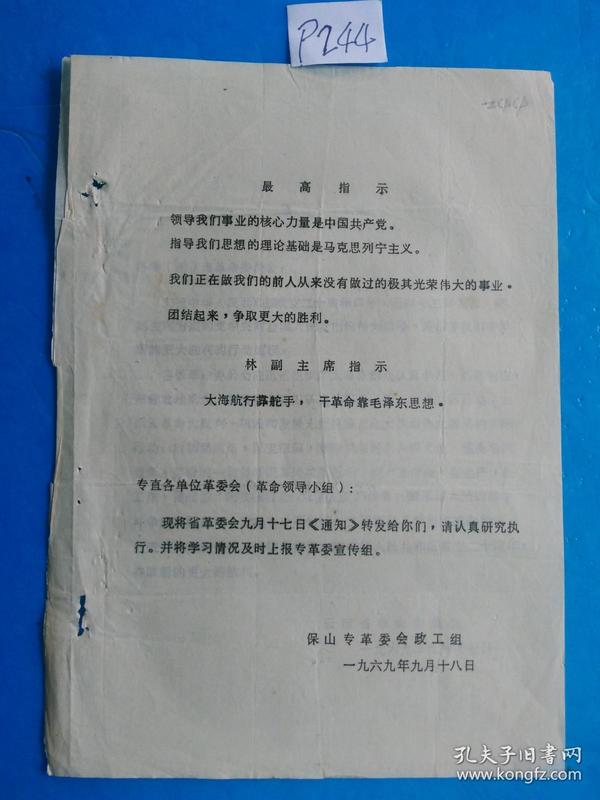 P244
最高指示
领导我们事业的核心力量是中国共产党。
指导我们思想的理论基础是马克思列宁主义。
我们正在做我们的前人从来没有做过的极其光荣伟大的事业。
团结起来，争取更大的胜利。
林副主席指示
大海航行靠舵手，干革命靠毛泽东思想。
专直各单位革委会（革命领导小组）：
现将省革委会九月十七日《通知》转发给你们，请认真研究执
行。并将学习情况及时上报专革委宣传组。
保山专革委会政工组
一九六九年九月十八日
孔夫子旧书网
www.kongfz.com